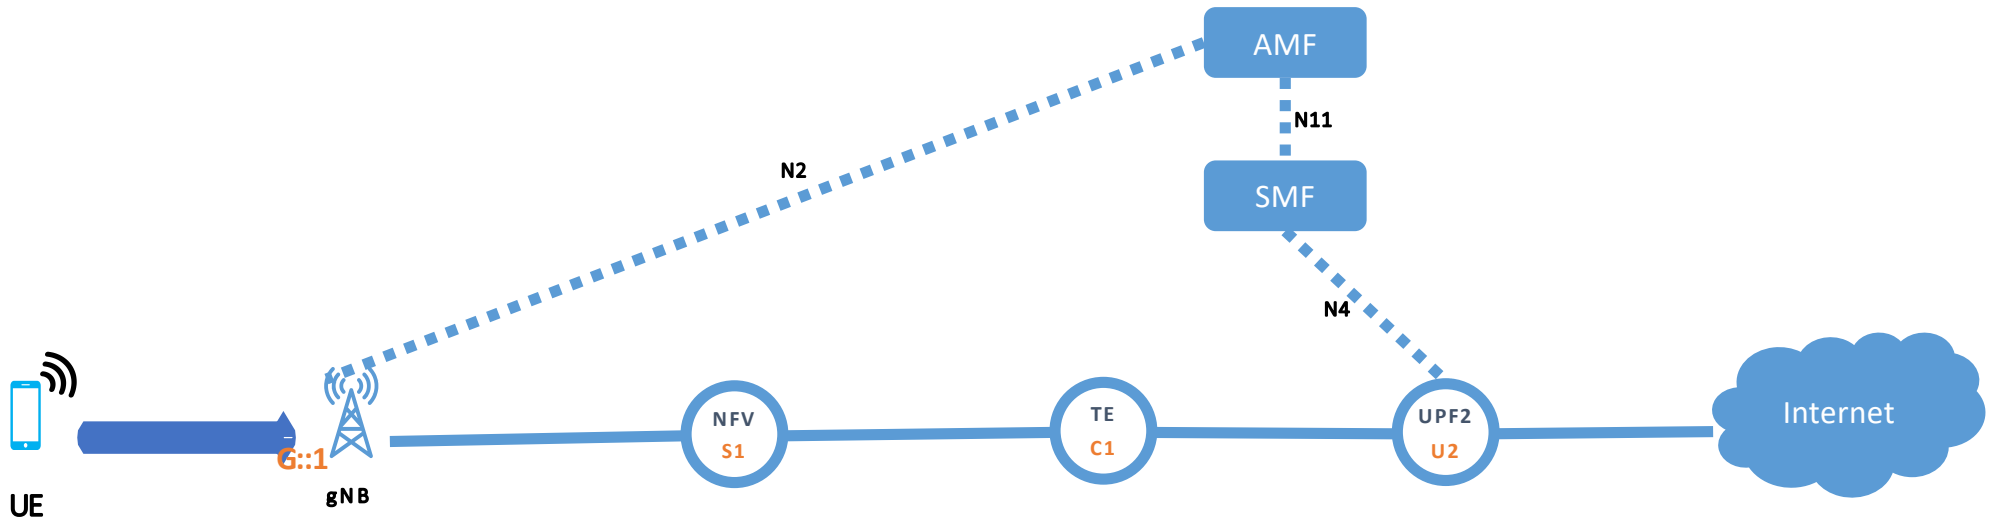 AMF
N11
N2
SMF
N4
NFV
S1
TE
C1
UPF2
U2
Internet
G::1
gNB
UE